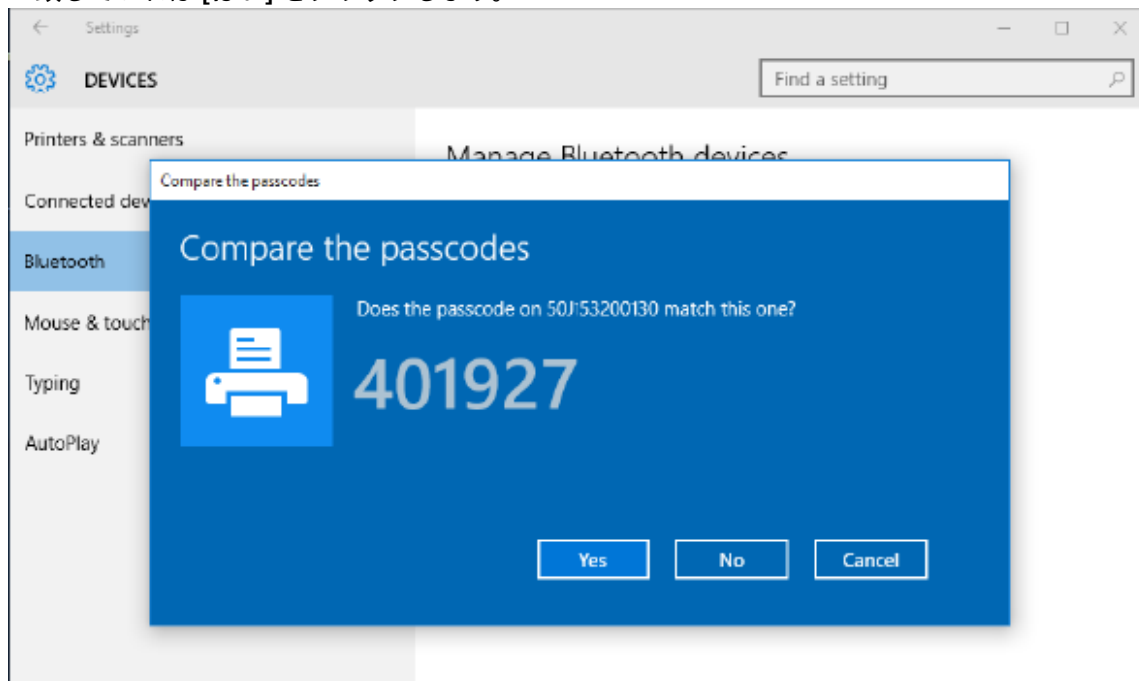 Settings
DEVICES
Find a setting
Printers & scanners
Manage Bluetooth devices
Connected dev
Compare the passcodes
Bluetooth
Compare the passcodes
Mouse & touch
Does the passcode on 50J153200130 match this one?
401927
Typing
AutoPlay
Yes
No
Cancel